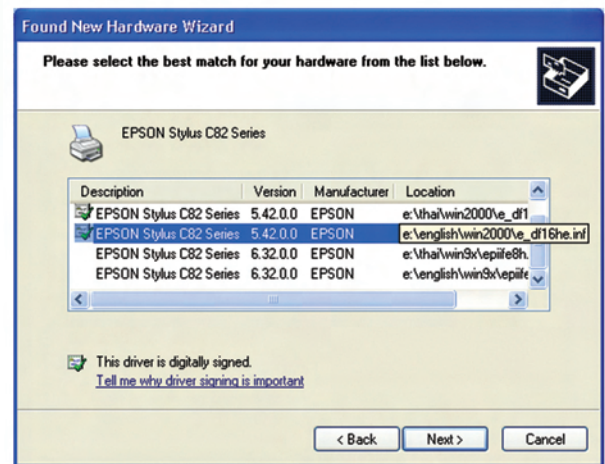 Found New Hardware Wizard
Please select the best match for your hardware from the list below.
EPSON Stylus C82 Series
Description Version Manufacturer Location
EPSON Stylus C82 Series 5.42.0.0 EPSON e:\thai\win2000\e_df1
EPSON Stylus C82 Series 5.42.0.0 EPSON e:\english\win2000\e_df16he.inf
EPSON Stylus C82 Series 6.32.0.0 EPSON e:\thai\win9x\epiife8h.
EPSON Stylus C82 Series 6.32.0.0 EPSON e:\english\win9x\epiife
This driver is digitally signed.
Tell me why driver signing is important
< Back Next > Cancel